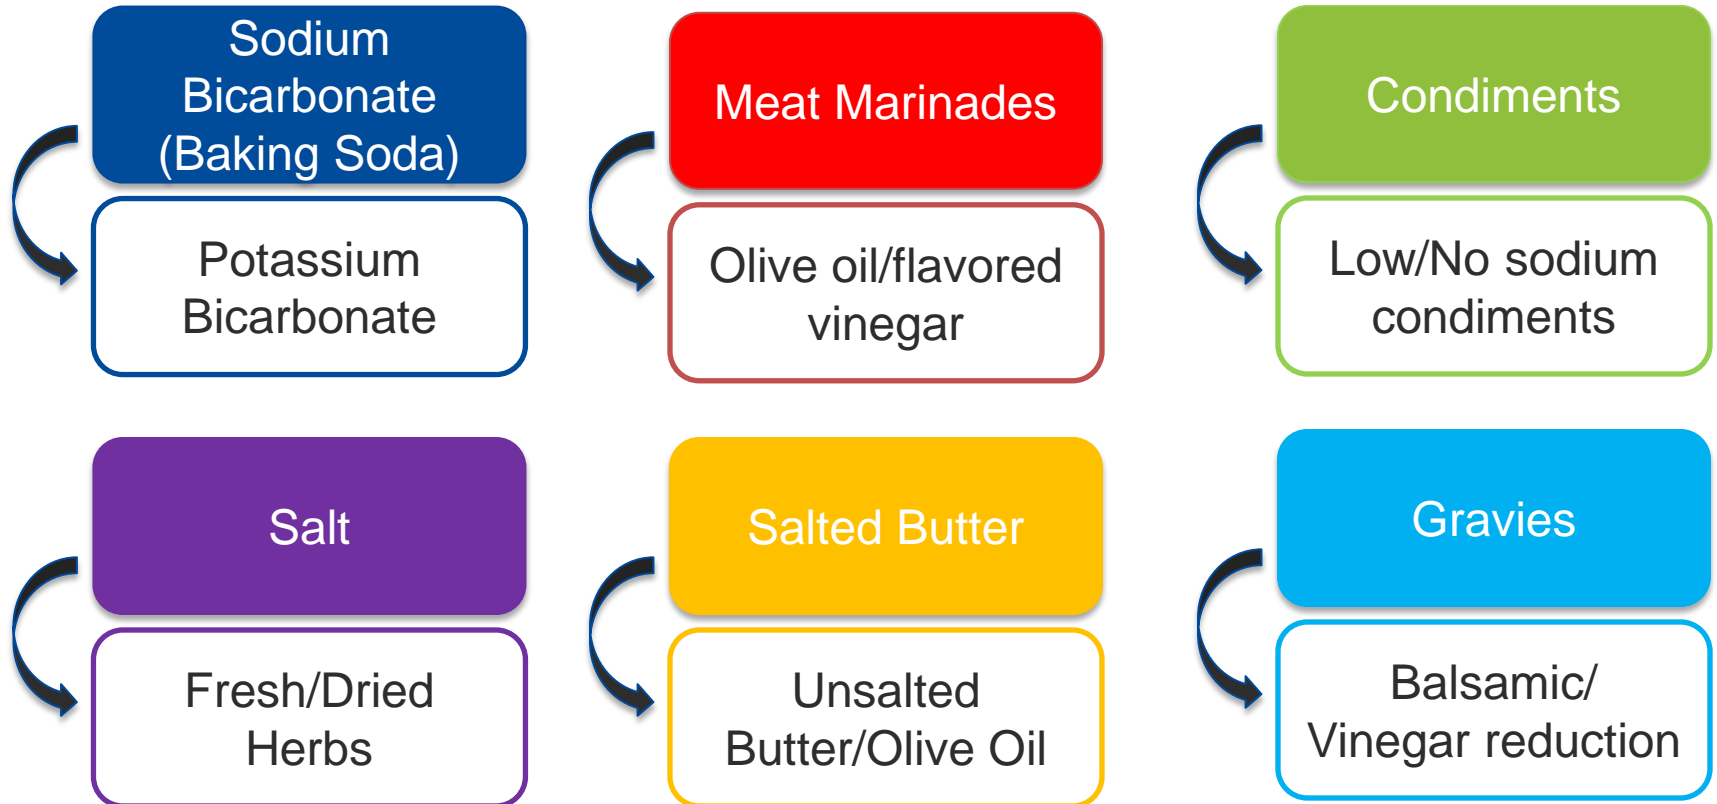 Sodium
Bicarbonate
(Baking Soda)
Potassium
Bicarbonate
Meat Marinades
Olive oil/flavored
vinegar
Condiments
Low/No sodium
condiments
Salt
Fresh/Dried
Herbs
Salted Butter
Unsalted
Butter/Olive Oil
Gravies
Balsamic/
Vinegar reduction